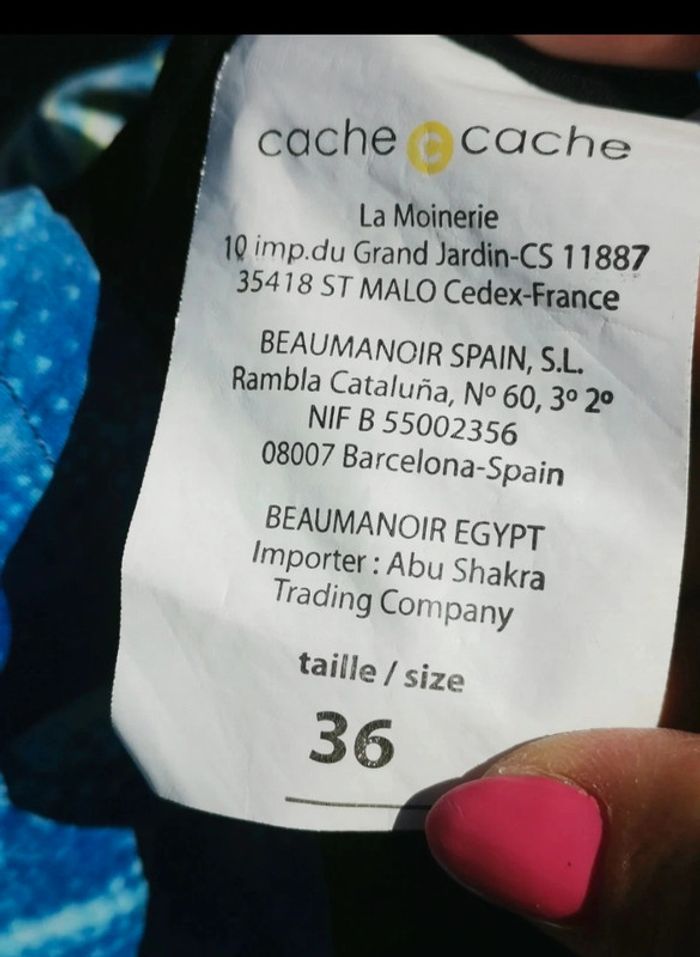 cache c cache
La Moinerie
10 imp.du Grand Jardin-CS 11887
35418 ST MALO Cedex-France
BEAUMANOIR SPAIN, S.L.
Rambla Cataluña, Nº 60, 3º 2º
NIF B 55002356
08007 Barcelona-Spain
BEAUMANOIR EGYPT
Importer : Abu Shakra
Trading Company
taille / size
36